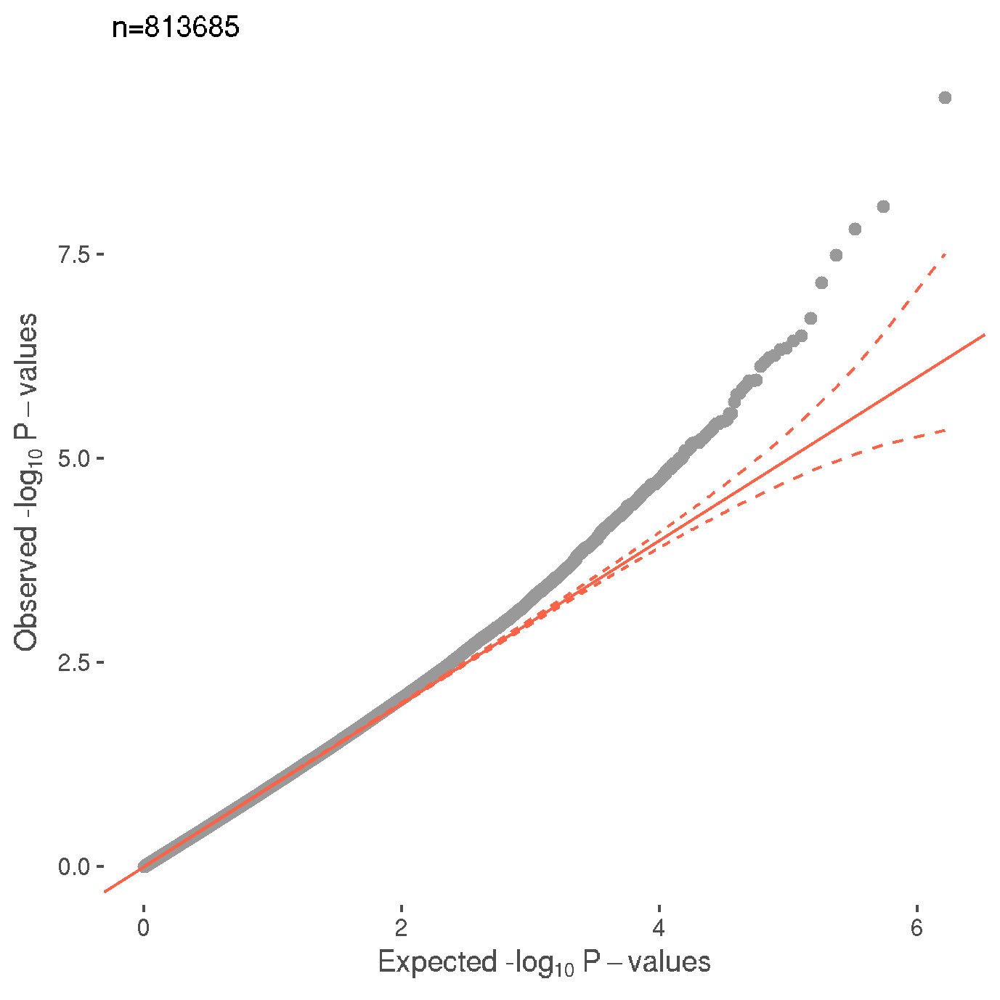 n=813685
7.5
5.0
2.5
0.0
Observed -log₁₀ P−values
0 2 4 6
Expected -log₁₀ P−values